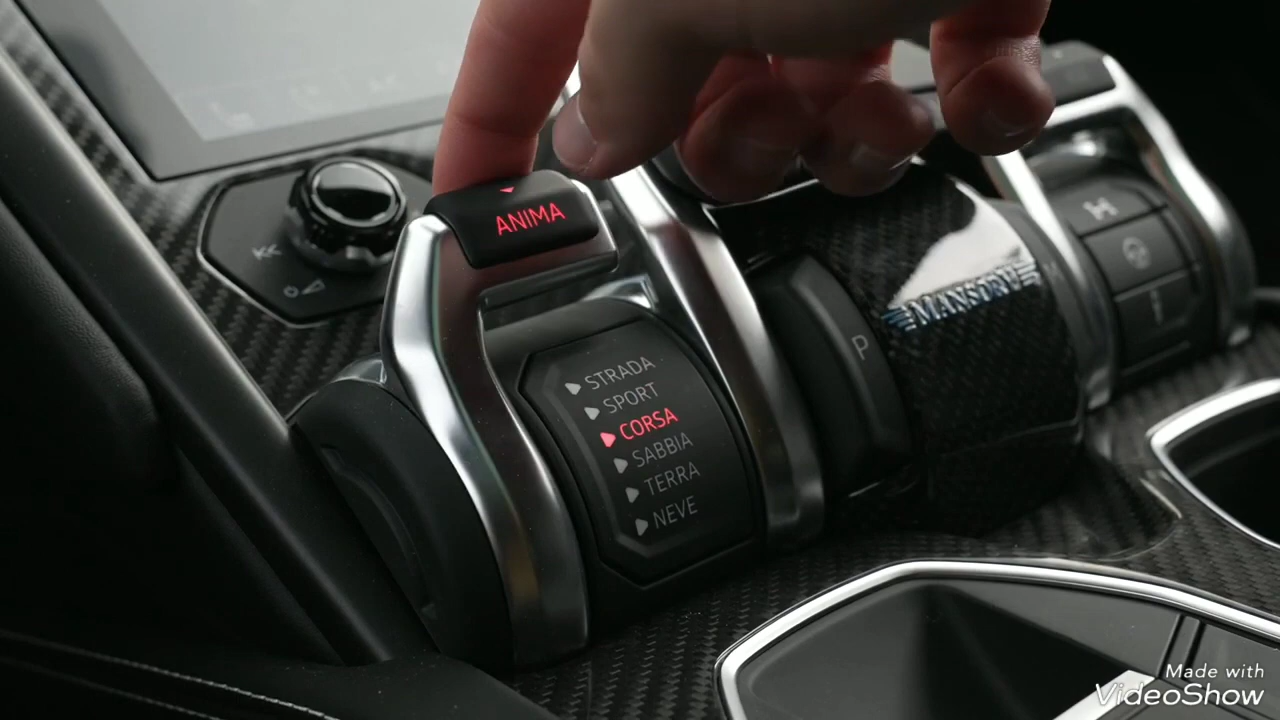 ANIMA
STRADA
SPORT
CORSA
SABBIA
TERRA
NEVE
P
MANSORY
Made with
VideoShow